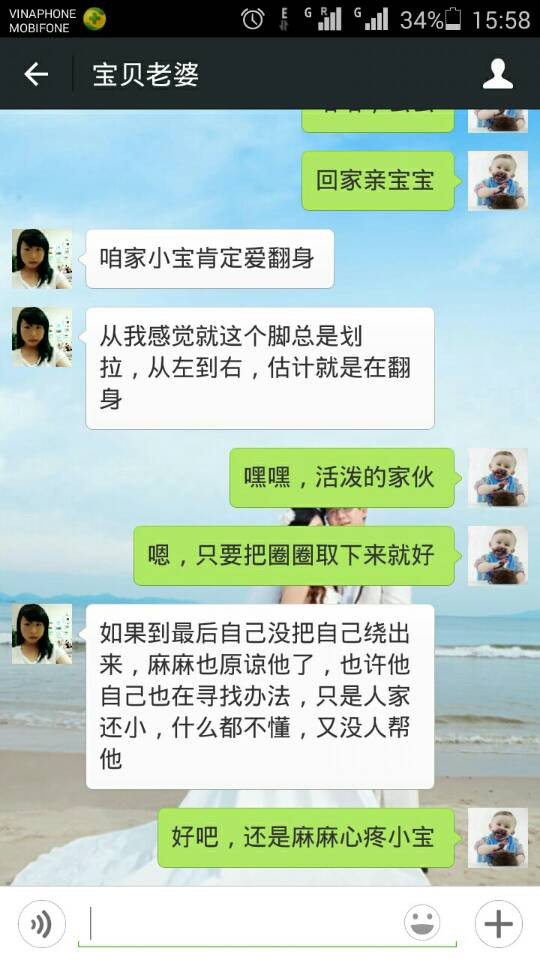 VINAPHONE
MOBIFONE
E G R G 34% 15:58
宝贝老婆
回家亲宝宝
咱家小宝肯定爱翻身
从我感觉就这个脚总是划
拉，从左到右，估计就是在翻
身
嘿嘿，活泼的家伙
嗯，只要把圈圈取下来就好
如果到最后自己没把自己绕出
来，麻麻也原谅他了，也许他
自己也在寻找办法，只是人家
还小，什么都不懂，又没人帮
他
好吧，还是麻麻心疼小宝